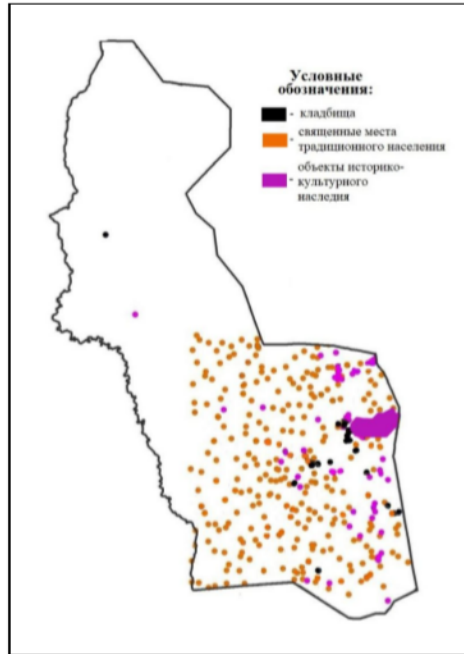 Условные
обозначения:
- кладбища
- священные места
традиционного населения
- объекты историко-
культурного
наследия